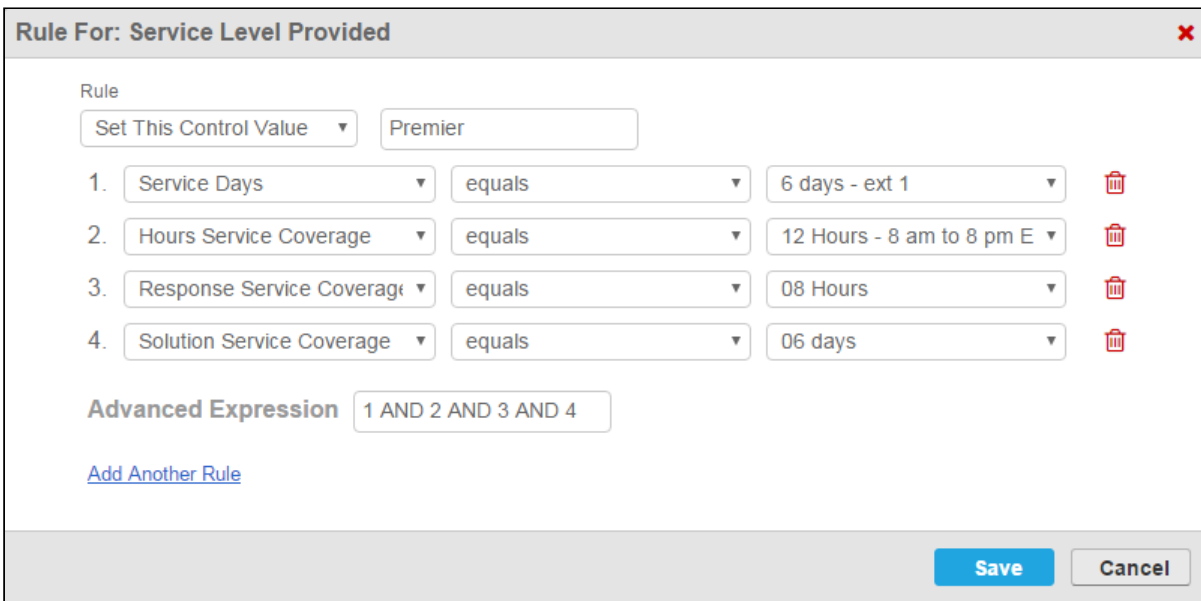 Rule For: Service Level Provided
Rule
Set This Control Value Premier
1. Service Days equals 6 days - ext 1
2. Hours Service Coverage equals 12 Hours - 8 am to 8 pm E
3. Response Service Coverag equals 08 Hours
4. Solution Service Coverage equals 06 days
Advanced Expression 1 AND 2 AND 3 AND 4
Add Another Rule
Save Cancel